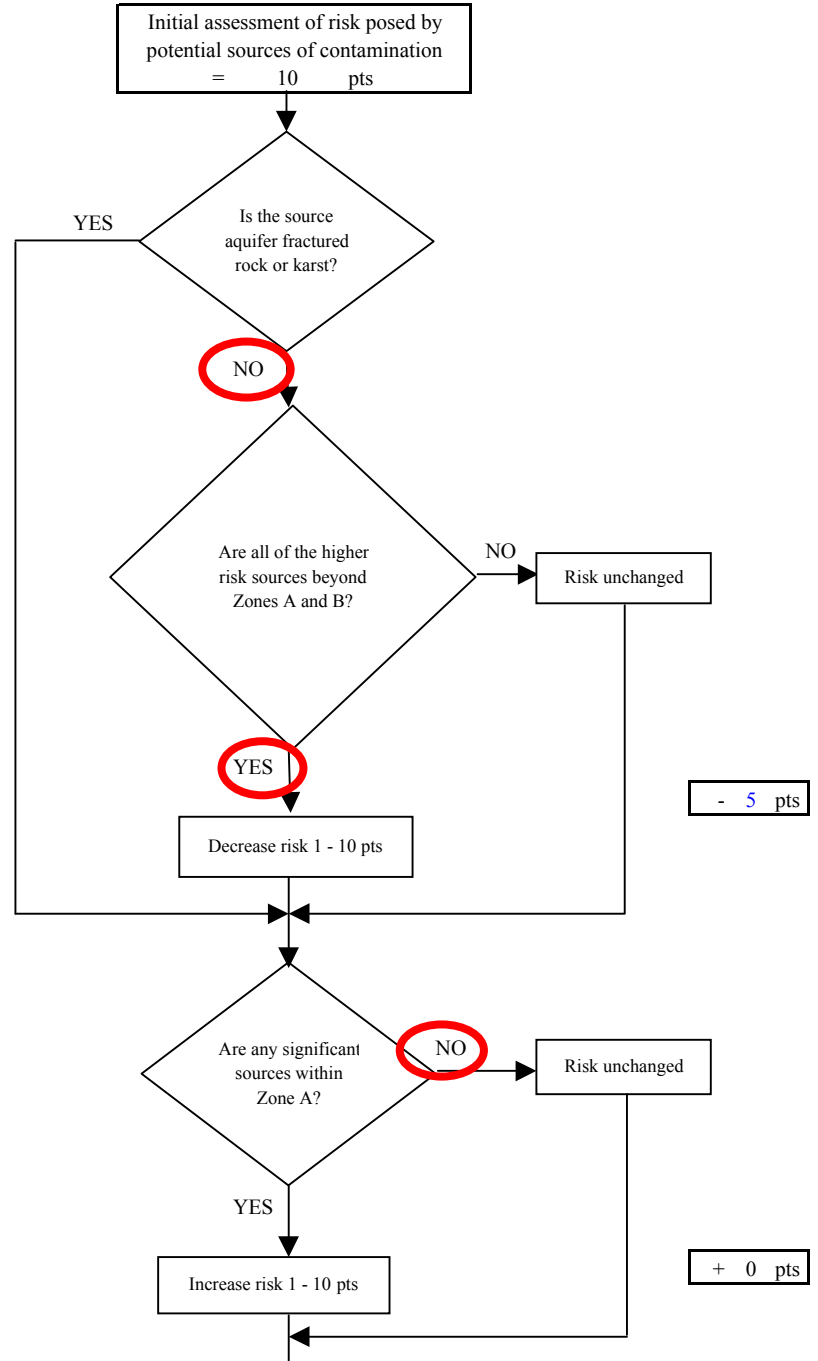 Initial assessment of risk posed by
potential sources of contamination
= 10 pts
YES
Is the source
aquifer fractured
rock or karst?
NO
Are all of the higher
risk sources beyond
Zones A and B?
NO
Risk unchanged
YES
- 5 pts
Decrease risk 1 - 10 pts
Are any significant
sources within
Zone A?
NO
Risk unchanged
YES
+ 0 pts
Increase risk 1 - 10 pts